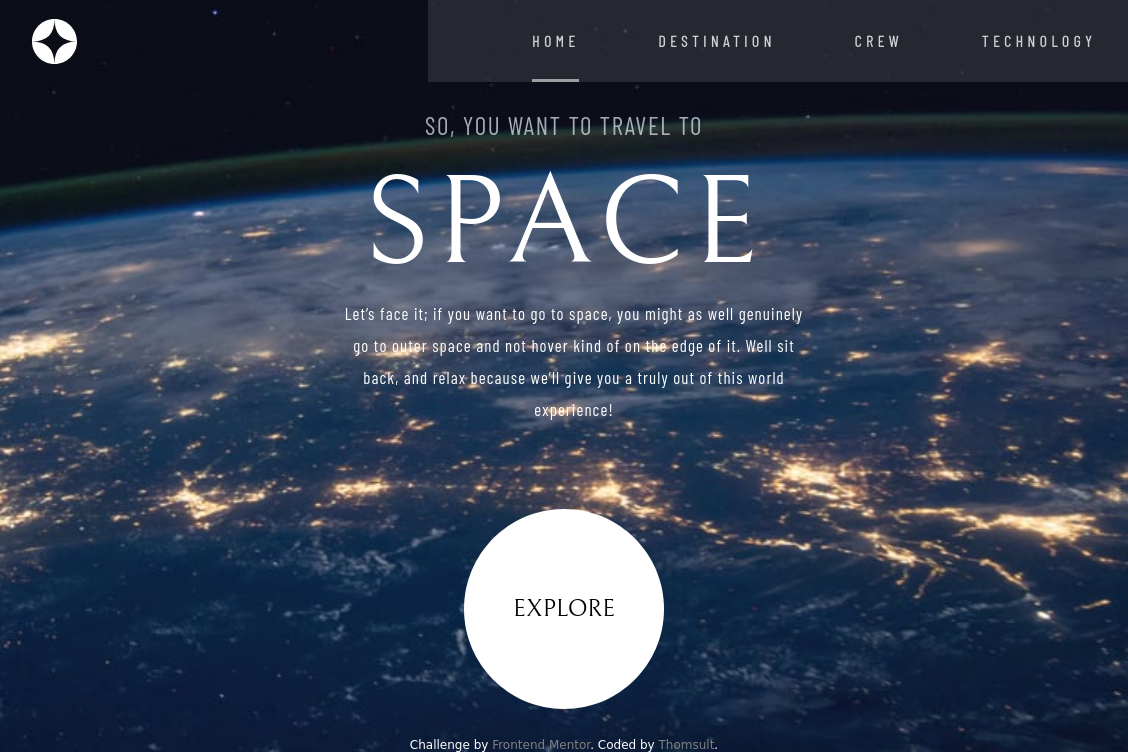 HOME DESTINATION CREW TECHNOLOGY
SO, YOU WANT TO TRAVEL TO
SPACE
Let’s face it; if you want to go to space, you might as well genuinely
go to outer space and not hover kind of on the edge of it. Well sit
back, and relax because we’ll give you a truly out of this world
experience!
EXPLORE
Challenge by Frontend Mentor. Coded by Thomsult.